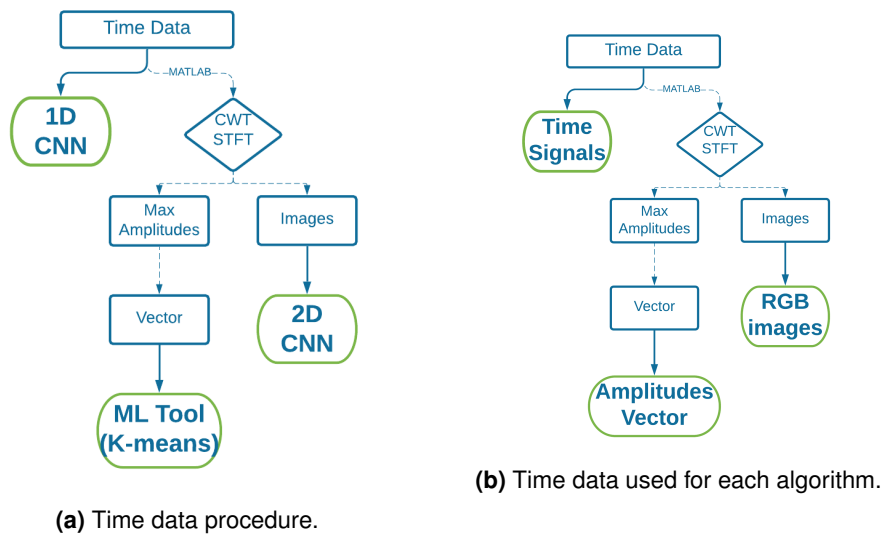 Time Data
MATLAB
1D
CNN
CWT
STFT
Max
Amplitudes
Images
Vector
2D
CNN
ML Tool
(K-means)
(a) Time data procedure.
Time Data
MATLAB
Time
Signals
CWT
STFT
Max
Amplitudes
Images
Vector
RGB
images
Amplitudes
Vector
(b) Time data used for each algorithm.